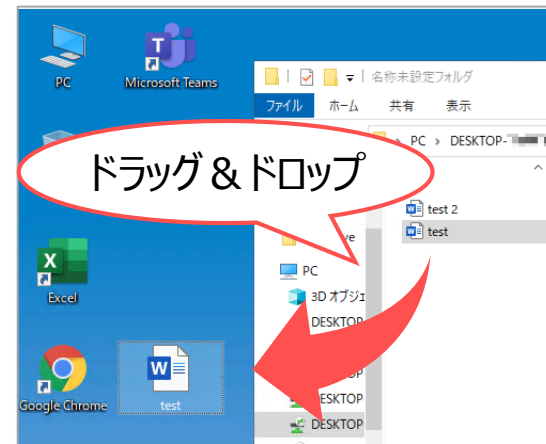 PC
Microsoft Teams
名称未設定フォルダ
ファイル ホーム 共有 表示
PC > DESKTOP-
ドラッグ＆ドロップ
test 2
test
PC
3D オブジェ
DESKTOP
DESKTOP
DESKTOP
Excel
Google Chrome
test